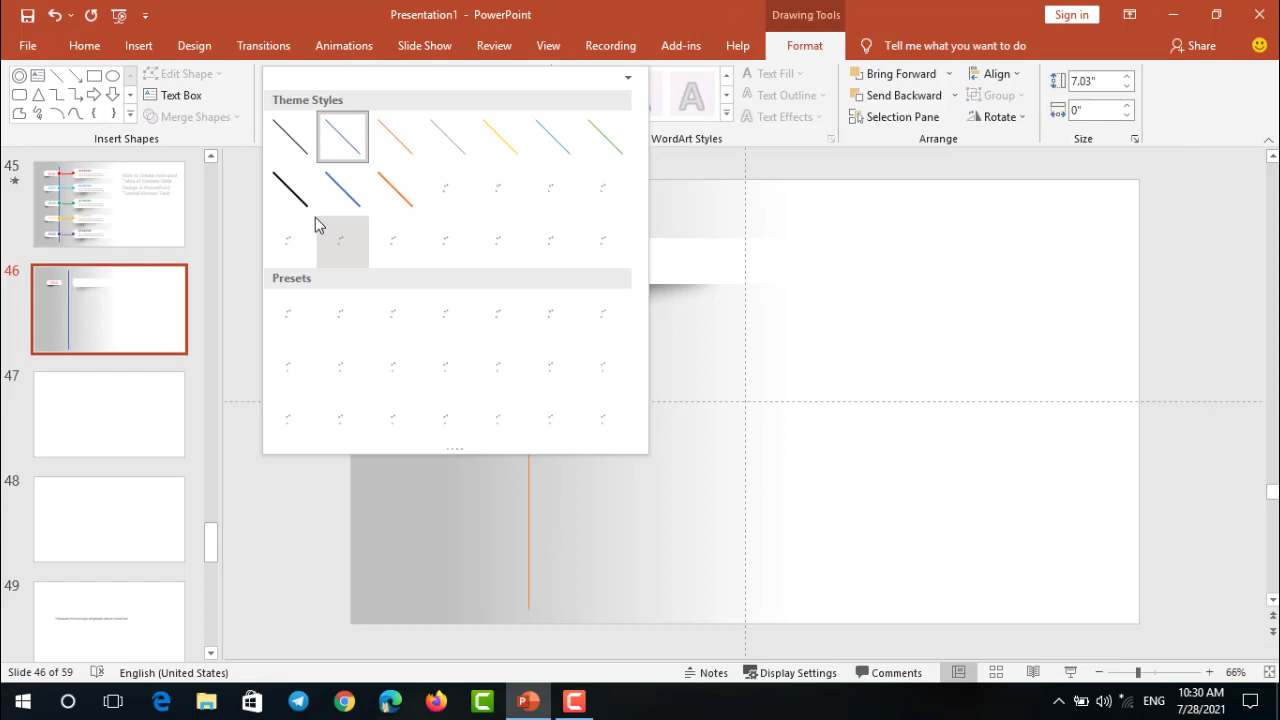 Presentation1 - PowerPoint
Drawing Tools
Sign in
File
Home
Insert
Design
Transitions
Animations
Slide Show
Review
View
Recording
Add-ins
Help
Format
Tell me what you want to do
Share
Edit Shape
Text Box
Merge Shapes
Insert Shapes
Theme Styles
Presets
A
Text Fill
Text Outline
Text Effects
WordArt Styles
Bring Forward
Send Backward
Selection Pane
Align
Group
Rotate
Arrange
7.03"
0"
Size
45
46
47
48
49
Slide 46 of 59
English (United States)
Notes
Display Settings
Comments
66%
ENG
10:30 AM
7/28/2021